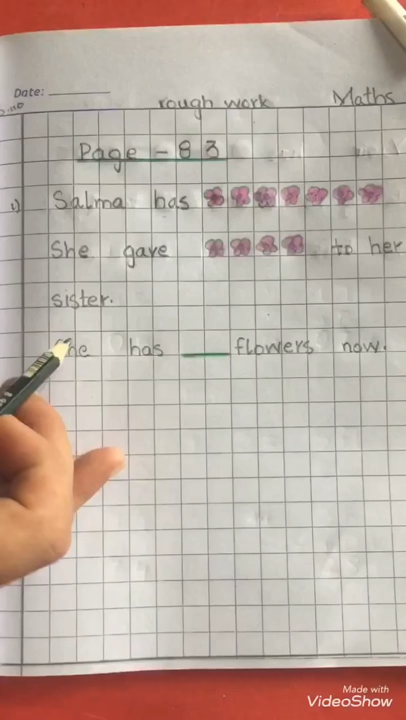 Date:
rough work
Maths
Page - 83
1) Salma has
She gave to her
sister.
She has __ flowers now.
Made with
VideoShow